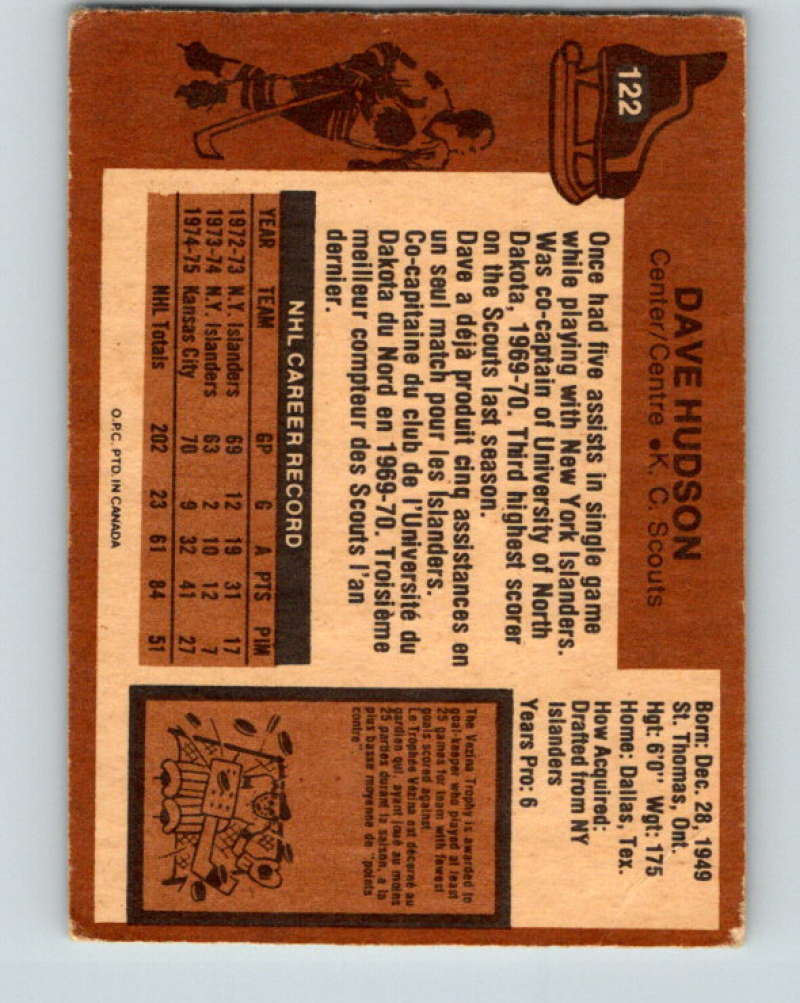 122
DAVE HUDSON
Center/Centre • K. C. Scouts
Born: Dec. 28, 1949
St. Thomas, Ont.
Hgt: 6'0" Wgt: 175
Home: Dallas, Tex.
How Acquired:
Drafted from NY
Islanders
Years Pro: 6
Once had five assists in single game
while playing with New York Islanders.
Was co-captain of University of North
Dakota, 1969-70. Third highest scorer
on the Scouts last season.
Dave a déjà produit cinq assistances en
un seul match pour les Islanders.
Co-capitaine du club de l'Université du
Dakota du Nord en 1969-70. Troisième
meilleur compteur des Scouts l'an
dernier.
NHL CAREER RECORD
YEAR TEAM GP G A PTS PIM
1972-73 N.Y. Islanders 69 12 19 31 17
1973-74 N.Y. Islanders 63 2 10 12 7
1974-75 Kansas City 70 9 32 41 27
NHL Totals 202 23 61 84 51
The Vezina Trophy is awarded to
goal-keeper who played at least
25 games for them with fewest
goals scored against
Le Trophée Vézina est décerné au
gardien qui, ayant joué au moins
25 parties durant la saison, a la
plus basse moyenne de "points
contre"
O.P.C. PTD. IN CANADA